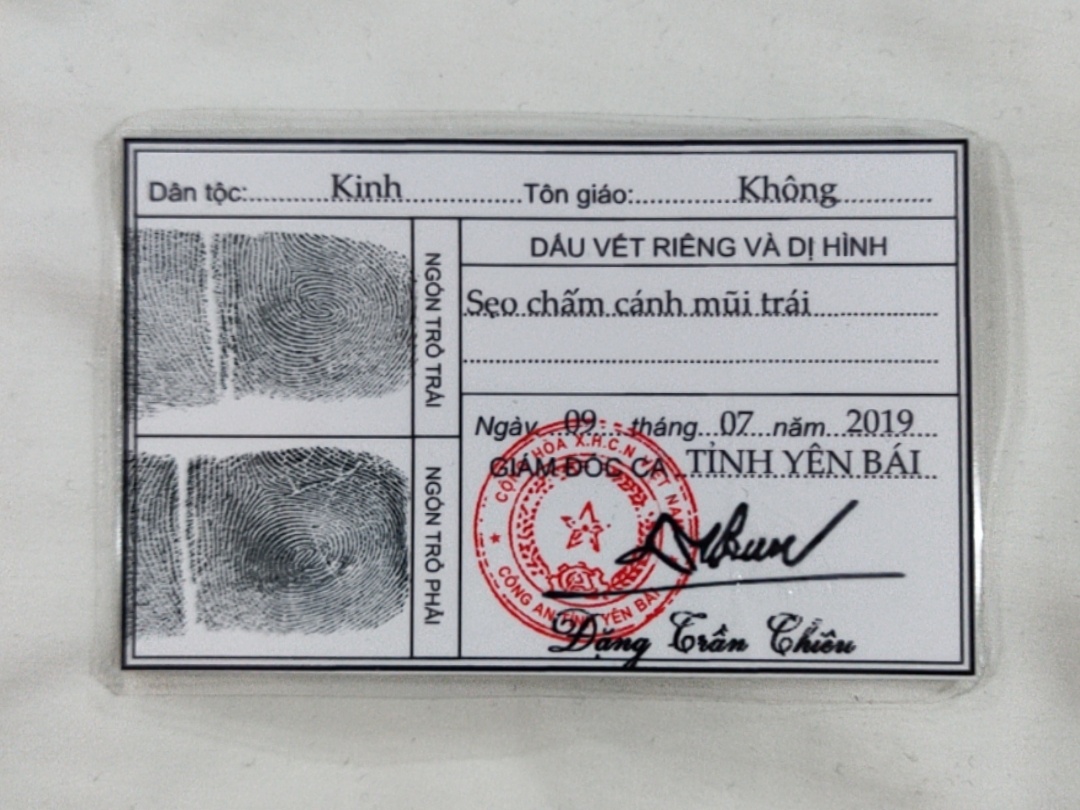 Dân tộc: Kinh Tôn giáo: Không
NGÓN TRỎ TRÁI
NGÓN TRỎ PHẢI
DẤU VẾT RIÊNG VÀ DỊ HÌNH
Sẹo chấm cánh mũi trái
Ngày 09 tháng 07 năm 2019
GIÁM ĐỐC CA TỈNH YÊN BÁI
CỘNG HÒA X.H.C.N VIỆT NAM
CÔNG AN TỈNH YÊN BÁI
Đặng Trần Chiêu